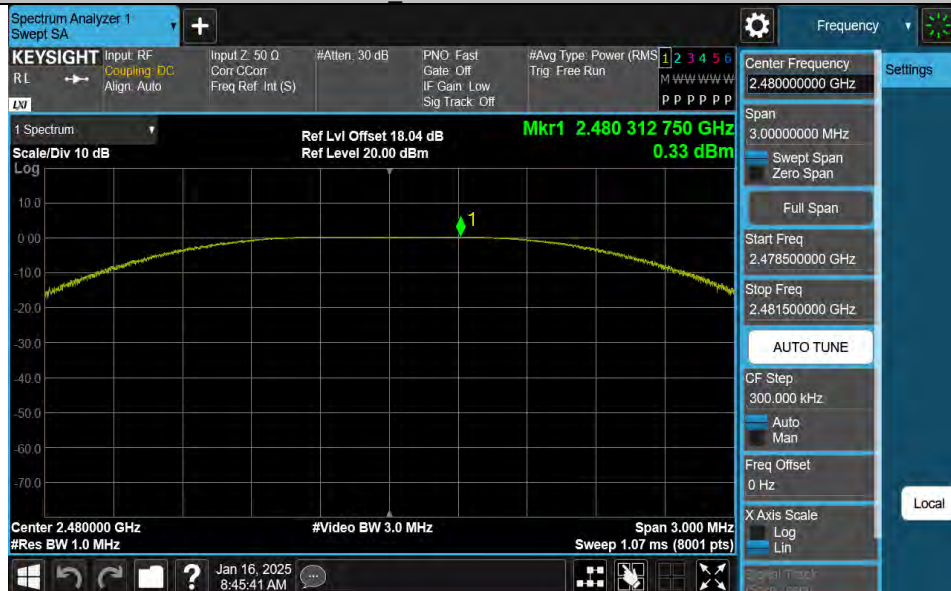 Spectrum Analyzer 1
Swept SA
+
Frequency
KEYSIGHT
RL
LXI
Input: RF
Coupling: DC
Align: Auto
Input Z: 50 Ω
Corr CCorr
Freq Ref: Int (S)
#Atten: 30 dB
PNO: Fast
Gate: Off
IF Gain: Low
Sig Track: Off
#Avg Type: Power (RMS
Trig: Free Run
1 2 3 4 5 6
M W W W W W
P P P P P P
Center Frequency
2.480000000 GHz
Settings
Span
3.00000000 MHz
Swept Span
Zero Span
Full Span
Start Freq
2.478500000 GHz
Stop Freq
2.481500000 GHz
AUTO TUNE
CF Step
300.000 kHz
Auto
Man
Freq Offset
0 Hz
X Axis Scale
Log
Lin
Local
1 Spectrum
Scale/Div 10 dB
Ref Lvl Offset 18.04 dB
Ref Level 20.00 dBm
Mkr1 2.480 312 750 GHz
0.33 dBm
Log
1
10.0
0.00
-10.0
-20.0
-30.0
-40.0
-50.0
-60.0
-70.0
Center 2.480000 GHz
#Res BW 1.0 MHz
#Video BW 3.0 MHz
Span 3.000 MHz
Sweep 1.07 ms (8001 pts)
?
Jan 16, 2025
8:45:41 AM